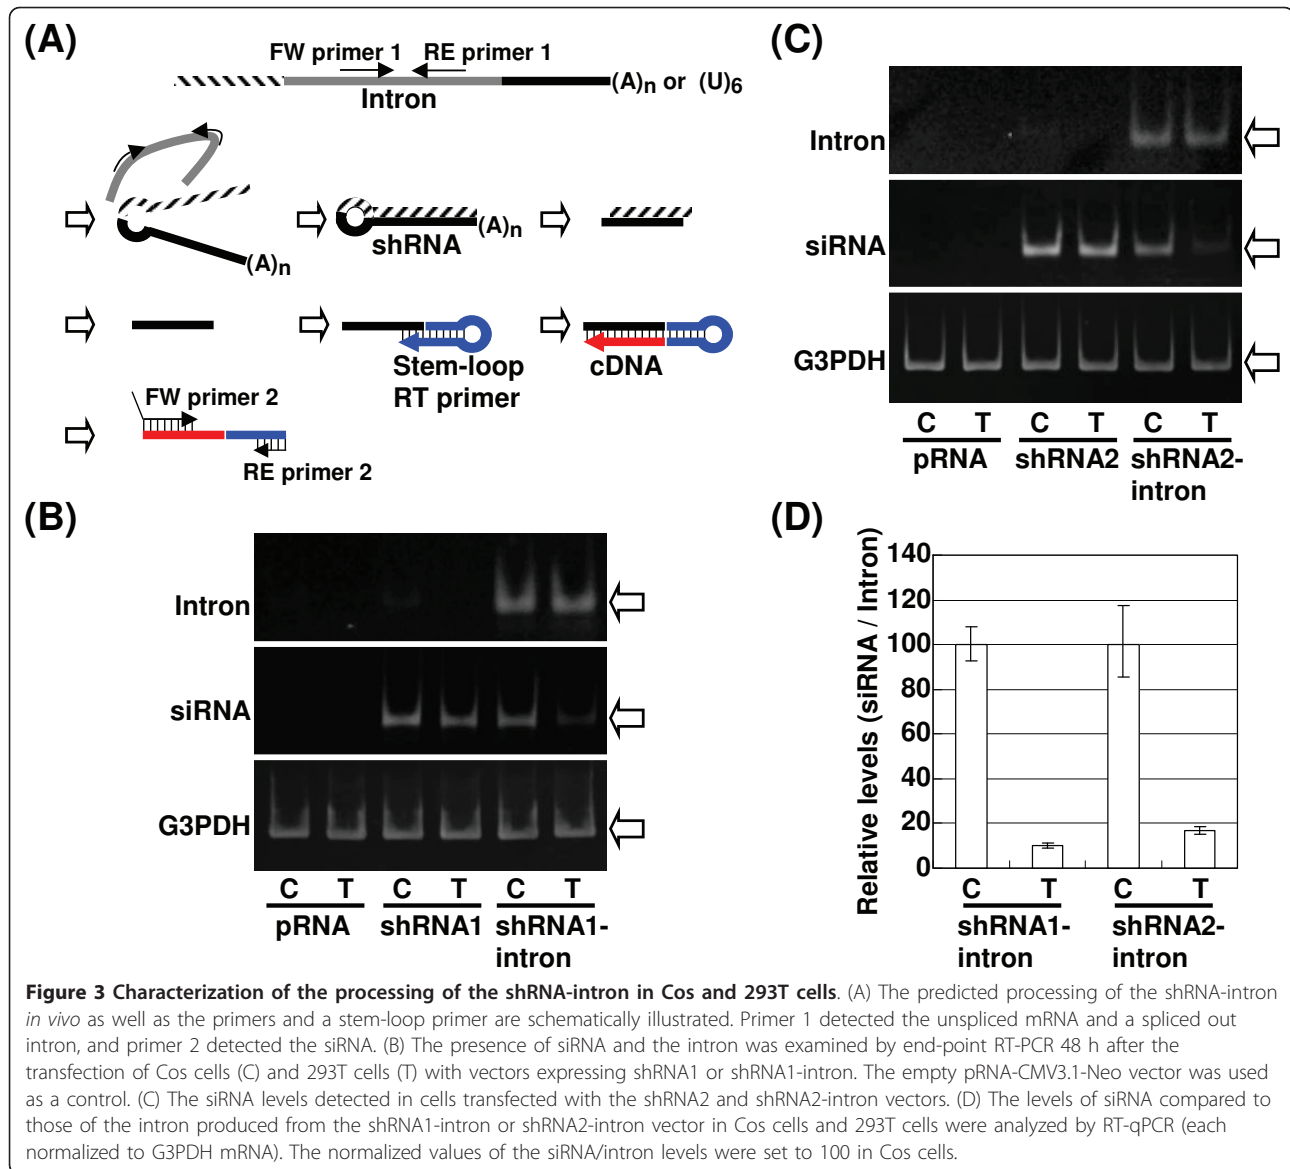 (A)
FW primer 1 RE primer 1
Intron
(A)n or (U)6
(A)n
shRNA
(A)n
Stem-loop
RT primer
cDNA
FW primer 2
RE primer 2
(B)
Intron
siRNA
G3PDH
C T C T C T
pRNA shRNA1 shRNA1-
intron
(C)
Intron
siRNA
G3PDH
C T C T C T
pRNA shRNA2 shRNA2-
intron
(D)
Relative levels (siRNA / Intron)
140
120
100
80
60
40
20
0
C T C T
shRNA1- shRNA2-
intron intron
Figure 3 Characterization of the processing of the shRNA-intron in Cos and 293T cells. (A) The predicted processing of the shRNA-intron
in vivo as well as the primers and a stem-loop primer are schematically illustrated. Primer 1 detected the unspliced mRNA and a spliced out
intron, and primer 2 detected the siRNA. (B) The presence of siRNA and the intron was examined by end-point RT-PCR 48 h after the
transfection of Cos cells (C) and 293T cells (T) with vectors expressing shRNA1 or shRNA1-intron. The empty pRNA-CMV3.1-Neo vector was used
as a control. (C) The siRNA levels detected in cells transfected with the shRNA2 and shRNA2-intron vectors. (D) The levels of siRNA compared to
those of the intron produced from the shRNA1-intron or shRNA2-intron vector in Cos cells and 293T cells were analyzed by RT-qPCR (each
normalized to G3PDH mRNA). The normalized values of the siRNA/intron levels were set to 100 in Cos cells.